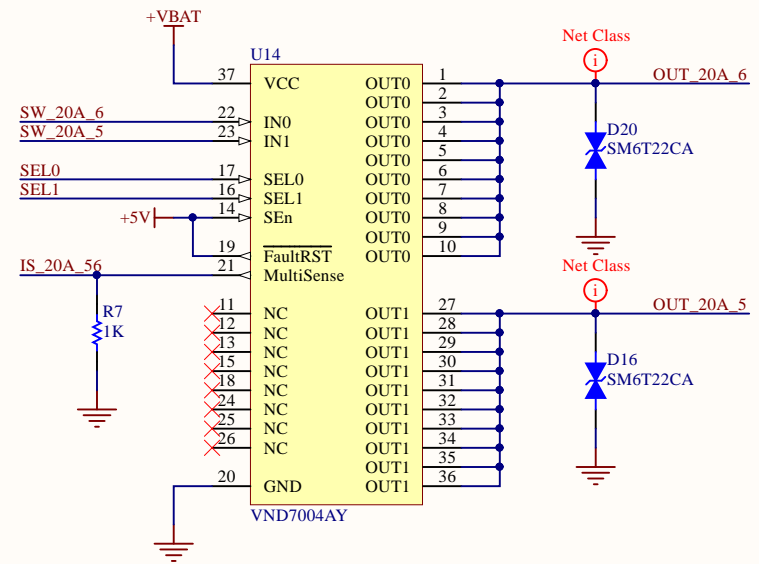 +VBAT
U14
Net Class
i
37 VCC OUT0 1 OUT_20A_6
OUT0 2
SW_20A_6 22 IN0 OUT0 3
SW_20A_5 23 IN1 OUT0 4 D20
OUT0 5 SM6T22CA
SEL0 17 SEL0 OUT0 6
SEL1 16 SEL1 OUT0 7
+5V 14 SEn OUT0 8
OUT0 9
19 FaultRST OUT0 10
IS_20A_56 21 MultiSense Net Class
i
R7 11 NC OUT1 27 OUT_20A_5
1K 12 NC OUT1 28
13 NC OUT1 29
15 NC OUT1 30 D16
18 NC OUT1 31 SM6T22CA
24 NC OUT1 32
25 NC OUT1 33
26 NC OUT1 34
OUT1 35
20 GND OUT1 36
VND7004AY